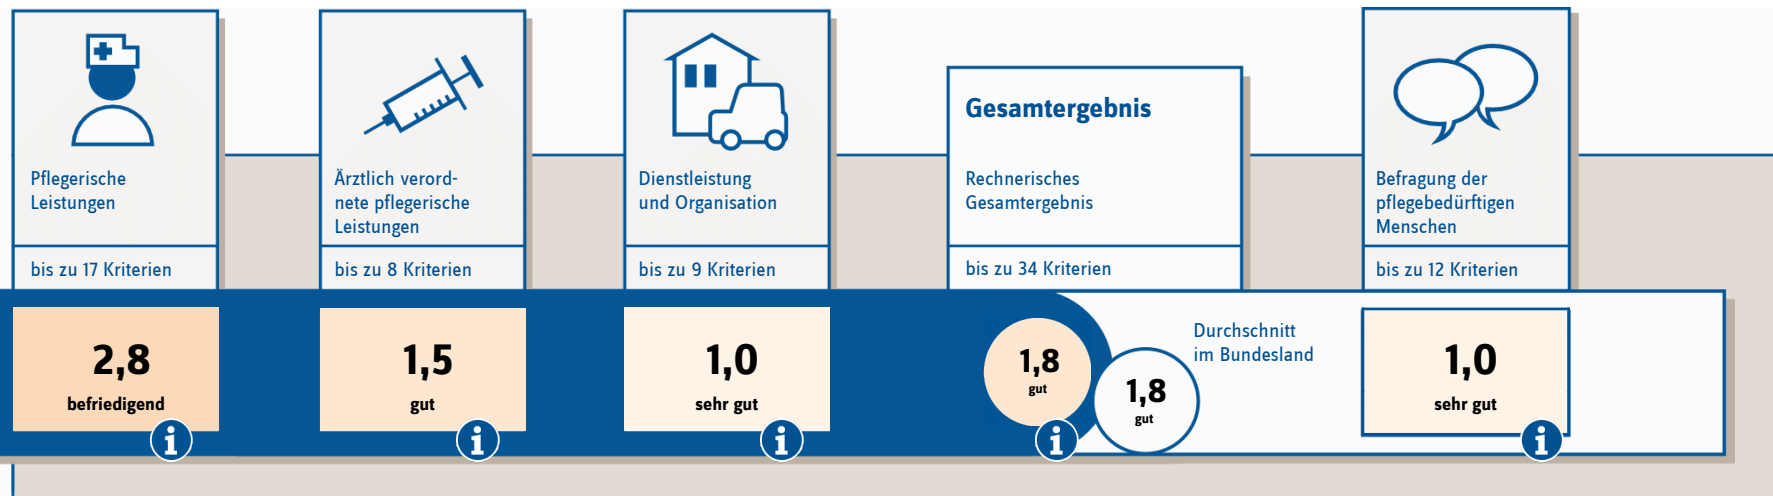 Pflegerische
Leistungen
bis zu 17 Kriterien
2,8
befriedigend
i
Ärztlich verord-
nete pflegerische
Leistungen
bis zu 8 Kriterien
1,5
gut
i
Dienstleistung
und Organisation
bis zu 9 Kriterien
1,0
sehr gut
i
Gesamtergebnis
Rechnerisches
Gesamtergebnis
bis zu 34 Kriterien
1,8
gut
i
Durchschnitt
im Bundesland
1,8
gut
Befragung der
pflegebedürftigen
Menschen
bis zu 12 Kriterien
1,0
sehr gut
i